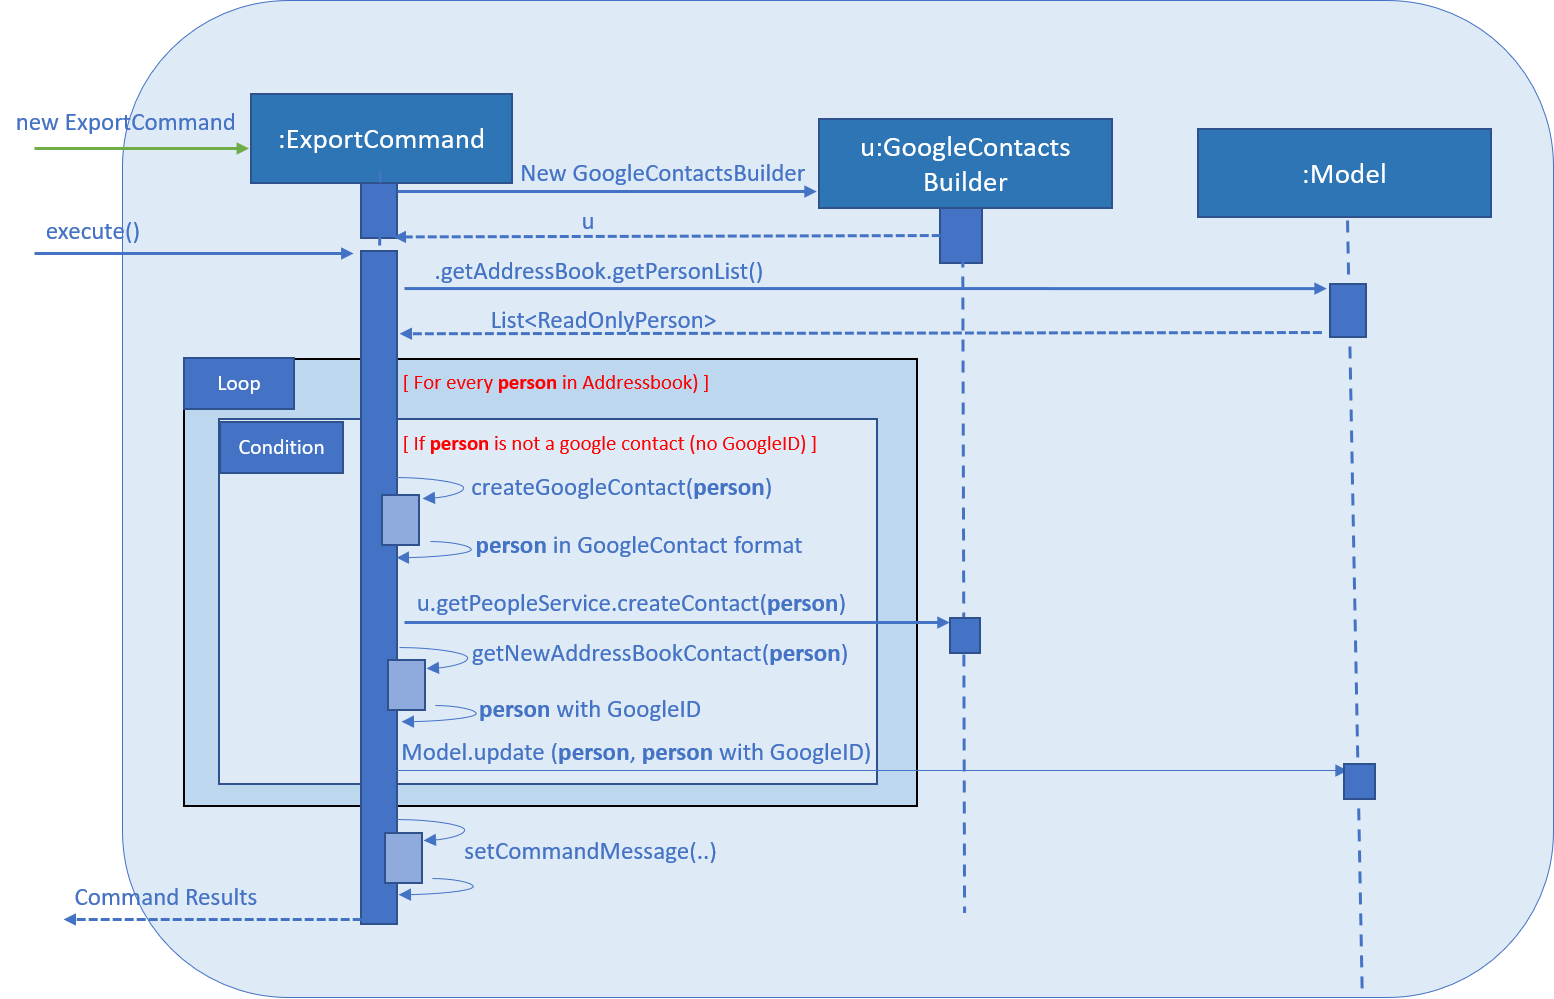 new ExportCommand
:ExportCommand
u:GoogleContacts
Builder
:Model
New GoogleContactsBuilder
u
execute()
.getAddressBook.getPersonList()
List<ReadOnlyPerson>
Loop
[ For every person in Addressbook) ]
Condition
[ If person is not a google contact (no GoogleID) ]
createGoogleContact(person)
person in GoogleContact format
u.getPeopleService.createContact(person)
getNewAddressBookContact(person)
person with GoogleID
Model.update (person, person with GoogleID)
setCommandMessage(..)
Command Results